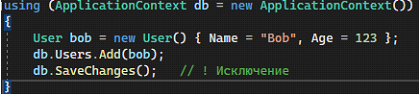 using (ApplicationContext db = new ApplicationContext())
{
User bob = new User() { Name = "Bob", Age = 123 };
db.Users.Add(bob);
db.SaveChanges(); // ! Исключение
}